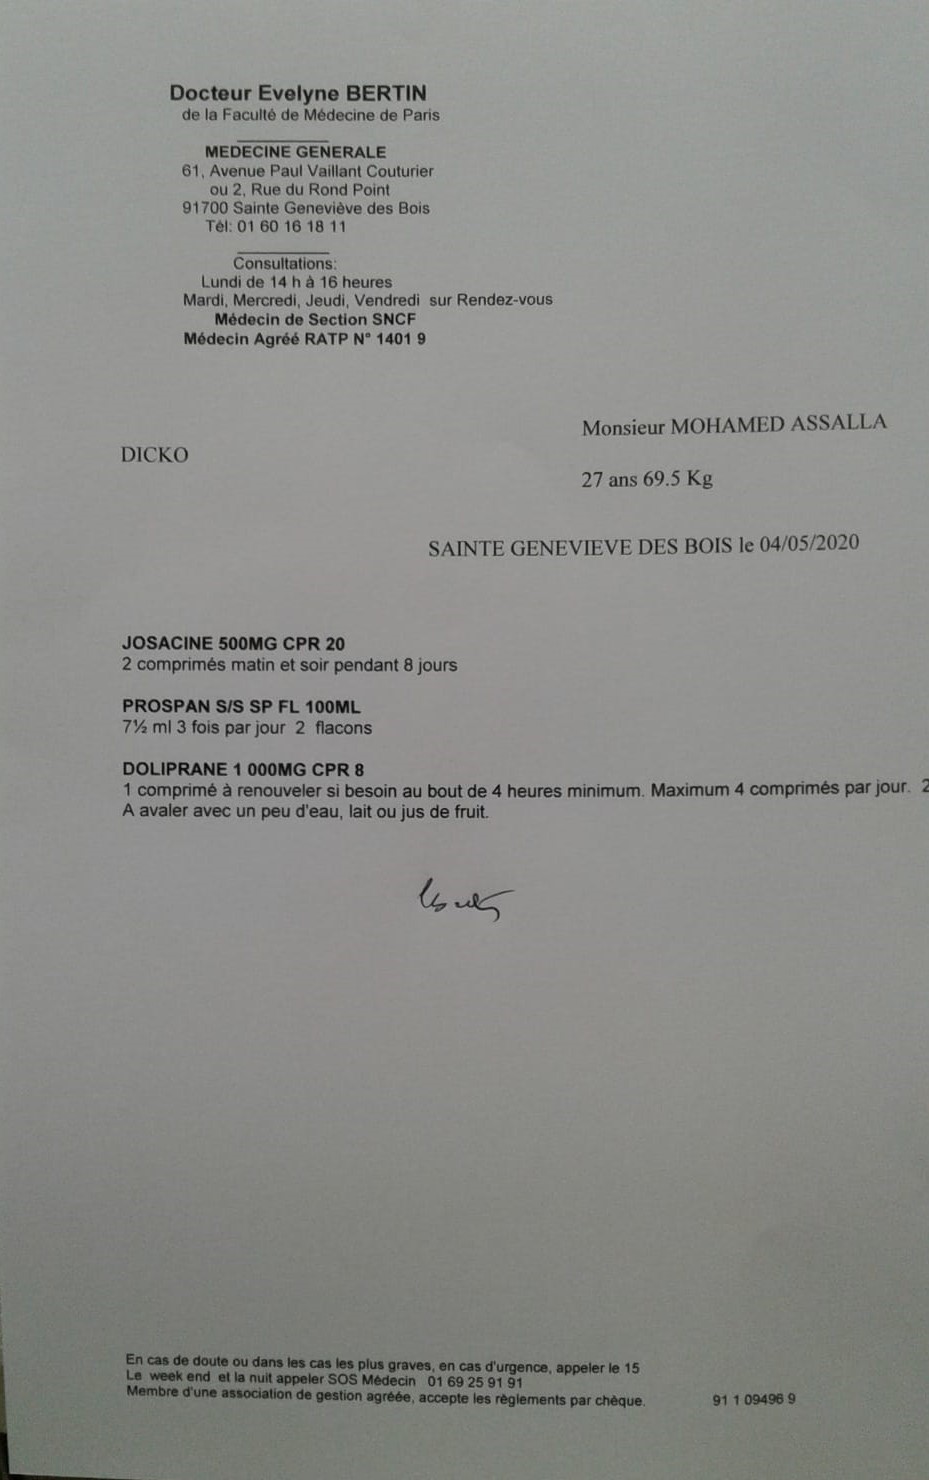 Docteur Evelyne BERTIN
de la Faculté de Médecine de Paris
MEDECINE GENERALE
61, Avenue Paul Vaillant Couturier
ou 2, Rue du Rond Point
91700 Sainte Geneviève des Bois
Tél: 01 60 16 18 11
Consultations:
Lundi de 14 h à 16 heures
Mardi, Mercredi, Jeudi, Vendredi sur Rendez-vous
Médecin de Section SNCF
Médecin Agréé RATP N° 1401 9
Monsieur MOHAMED ASSALLA
DICKO
27 ans 69.5 Kg
SAINTE GENEVIEVE DES BOIS le 04/05/2020
JOSACINE 500MG CPR 20
2 comprimés matin et soir pendant 8 jours
PROSPAN S/S SP FL 100ML
7½ ml 3 fois par jour 2 flacons
DOLIPRANE 1 000MG CPR 8
1 comprimé à renouveler si besoin au bout de 4 heures minimum. Maximum 4 comprimés par jour. 2
A avaler avec un peu d'eau, lait ou jus de fruit.
En cas de doute ou dans les cas les plus graves, en cas d'urgence, appeler le 15
Le week end et la nuit appeler SOS Médecin 01 69 25 91 91
Membre d'une association de gestion agréée, accepte les règlements par chèque. 91 1 09496 9